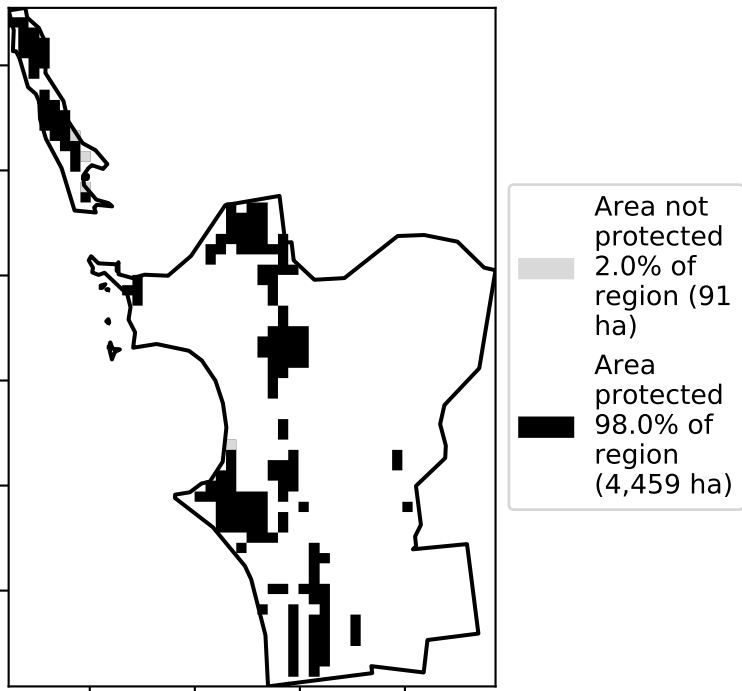 Area not
protected
2.0% of
region (91
ha)
Area
protected
98.0% of
region
(4,459 ha)